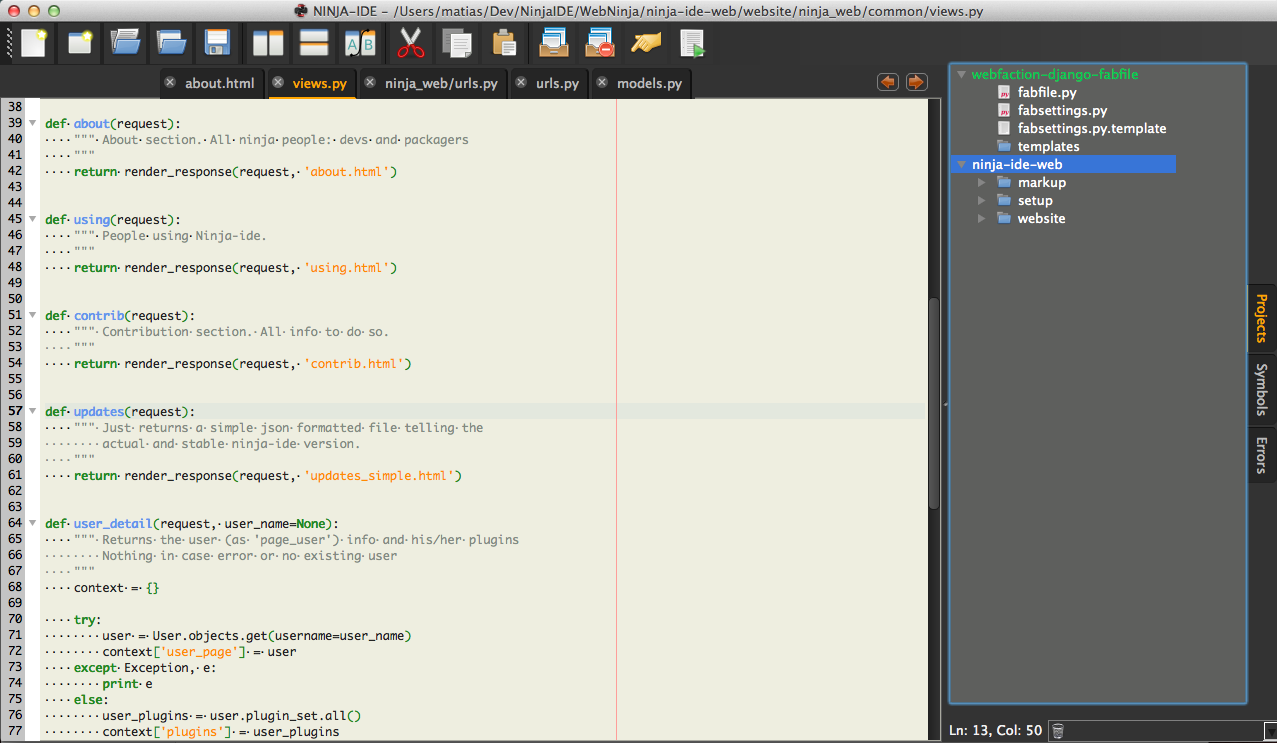 NINJA-IDE – /Users/matias/Dev/NinjaIDE/WebNinja/ninja-ide-web/website/ninja_web/common/views.py
A B
about.html views.py ninja_web/urls.py urls.py models.py
38
39 def about(request):
40 """ About section. All ninja people: devs and packagers
41 """
42 return render_response(request, 'about.html')
43
44
45 def using(request):
46 """ People using Ninja-ide.
47 """
48 return render_response(request, 'using.html')
49
50
51 def contrib(request):
52 """ Contribution section. All info to do so.
53 """
54 return render_response(request, 'contrib.html')
55
56
57 def updates(request):
58 """ Just returns a simple json formatted file telling the
59 actual and stable ninja-ide version.
60 """
61 return render_response(request, 'updates_simple.html')
62
63
64 def user_detail(request, user_name=None):
65 """ Returns the user (as 'page_user') info and his/her plugins
66 Nothing in case error or no existing user
67 """
68 context = {}
69
70 try:
71 user = User.objects.get(username=user_name)
72 context['user_page'] = user
73 except Exception, e:
74 print e
75 else:
76 user_plugins = user.plugin_set.all()
77 context['plugins'] = user_plugins
webfaction-django-fabfile
py fabfile.py
py fabsettings.py
fabsettings.py.template
templates
ninja-ide-web
markup
setup
website
Projects
Symbols
Errors
Ln: 13, Col: 50